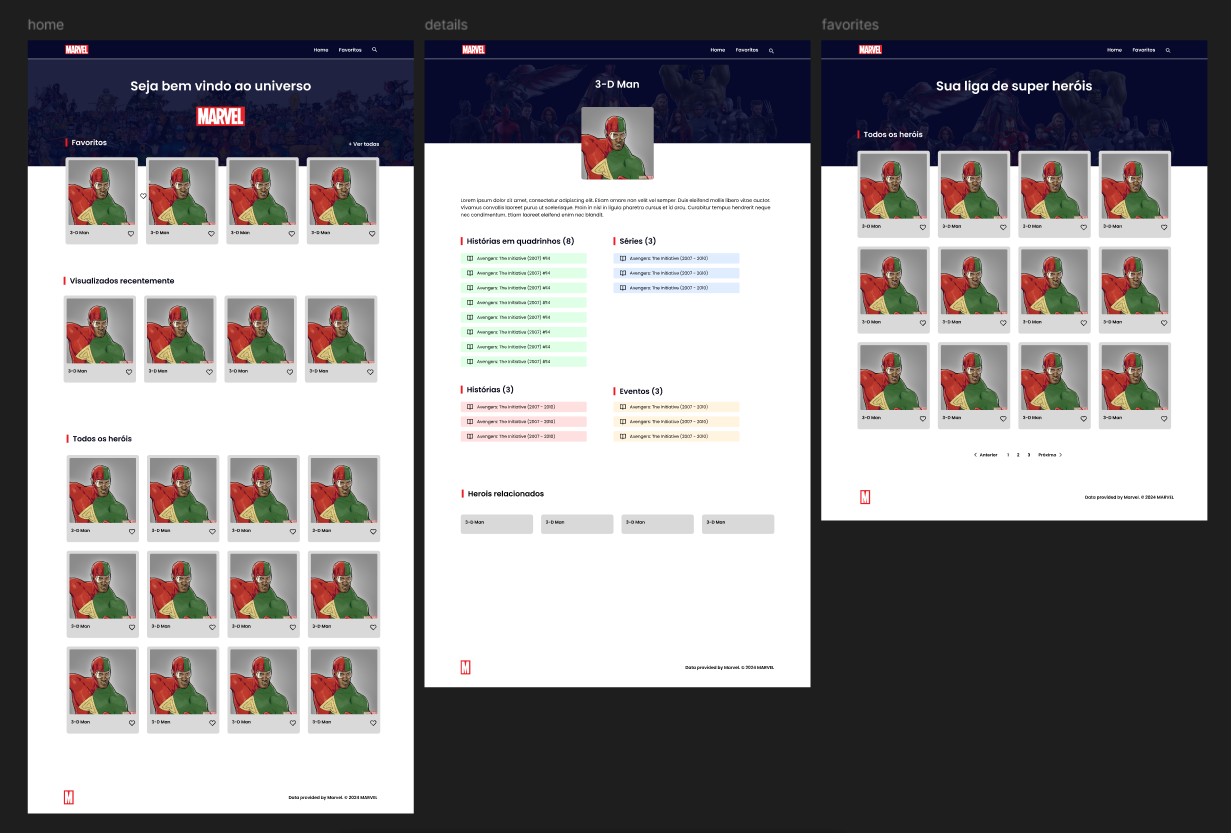 home
MARVEL
Home Favoritos
Seja bem vindo ao universo
MARVEL
Favoritos
+ Ver todos
3-D Man 3-D Man 3-D Man 3-D Man
Visualizados recentemente
3-D Man 3-D Man 3-D Man 3-D Man
Todos os heróis
3-D Man 3-D Man 3-D Man 3-D Man
3-D Man 3-D Man 3-D Man 3-D Man
3-D Man 3-D Man 3-D Man 3-D Man
M Data provided by Marvel. © 2024 MARVEL
details
MARVEL
Home Favoritos
3-D Man
Lorem ipsum dolor sit amet, consectetur adipiscing elit. Etiam ornare non velit vel semper. Duis eleifend mollis libero vitae auctor.
Vivamus convallis laoreet purus ut scelerisque. Proin in nisl in ligula pharetra cursus et id arcu. Curabitur tempus hendrerit neque
nec condimentum. Etiam laoreet eleifend enim nec blandit.
Histórias em quadrinhos (8)
Avengers: The Initiative (2007) #14
Avengers: The Initiative (2007) #14
Avengers: The Initiative (2007) #14
Avengers: The Initiative (2007) #14
Avengers: The Initiative (2007) #14
Avengers: The Initiative (2007) #14
Avengers: The Initiative (2007) #14
Avengers: The Initiative (2007) #14
Séries (3)
Avengers: The Initiative (2007 - 2010)
Avengers: The Initiative (2007 - 2010)
Avengers: The Initiative (2007 - 2010)
Histórias (3)
Avengers: The Initiative (2007 - 2010)
Avengers: The Initiative (2007 - 2010)
Avengers: The Initiative (2007 - 2010)
Eventos (3)
Avengers: The Initiative (2007 - 2010)
Avengers: The Initiative (2007 - 2010)
Avengers: The Initiative (2007 - 2010)
Herois relacionados
3-D Man 3-D Man 3-D Man 3-D Man
M Data provided by Marvel. © 2024 MARVEL
favorites
MARVEL
Home Favoritos
Sua liga de super heróis
Todos os heróis
3-D Man 3-D Man 3-D Man 3-D Man
3-D Man 3-D Man 3-D Man 3-D Man
3-D Man 3-D Man 3-D Man 3-D Man
Anterior 1 2 3 Próxima
M Data provided by Marvel. © 2024 MARVEL